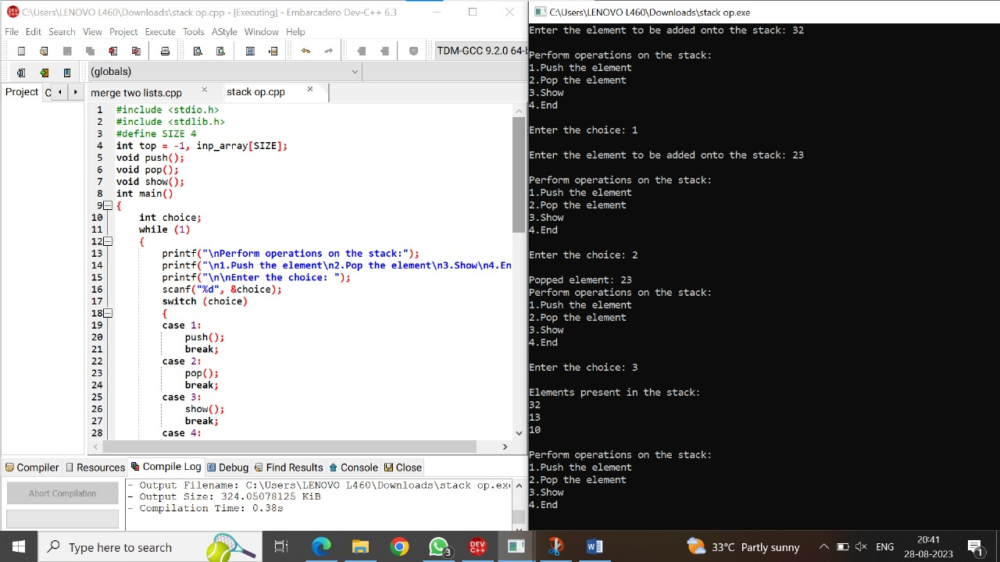 C:\Users\LENOVO L460\Downloads\stack op.cpp - [Executing] - Embarcadero Dev-C++ 6.3
File Edit Search View Project Execute Tools AStyle Window Help
TDM-GCC 9.2.0 64-b
(globals)
Project C
merge two lists.cpp stack op.cpp
1 #include <stdio.h>
2 #include <stdlib.h>
3 #define SIZE 4
4 int top = -1, inp_array[SIZE];
5 void push();
6 void pop();
7 void show();
8 int main()
9 {
10 int choice;
11 while (1)
12 {
13 printf("\nPerform operations on the stack:");
14 printf("\n1.Push the element\n2.Pop the element\n3.Show\n4.En
15 printf("\n\nEnter the choice: ");
16 scanf("%d", &choice);
17 switch (choice)
18 {
19 case 1:
20 push();
21 break;
22 case 2:
23 pop();
24 break;
25 case 3:
26 show();
27 break;
28 case 4:
Compiler Resources Compile Log Debug Find Results Console Close
Abort Compilation
- Output Filename: C:\Users\LENOVO L460\Downloads\stack op.exe
- Output Size: 324.05078125 KiB
- Compilation Time: 0.38s
C:\Users\LENOVO L460\Downloads\stack op.exe
Enter the element to be added onto the stack: 32
Perform operations on the stack:
1.Push the element
2.Pop the element
3.Show
4.End
Enter the choice: 1
Enter the element to be added onto the stack: 23
Perform operations on the stack:
1.Push the element
2.Pop the element
3.Show
4.End
Enter the choice: 2
Popped element: 23
Perform operations on the stack:
1.Push the element
2.Pop the element
3.Show
4.End
Enter the choice: 3
Elements present in the stack:
32
13
10
Perform operations on the stack:
1.Push the element
2.Pop the element
3.Show
4.End
Type here to search
3
DEV C++
W
33°C Partly sunny
ENG
20:41
28-08-2023
1